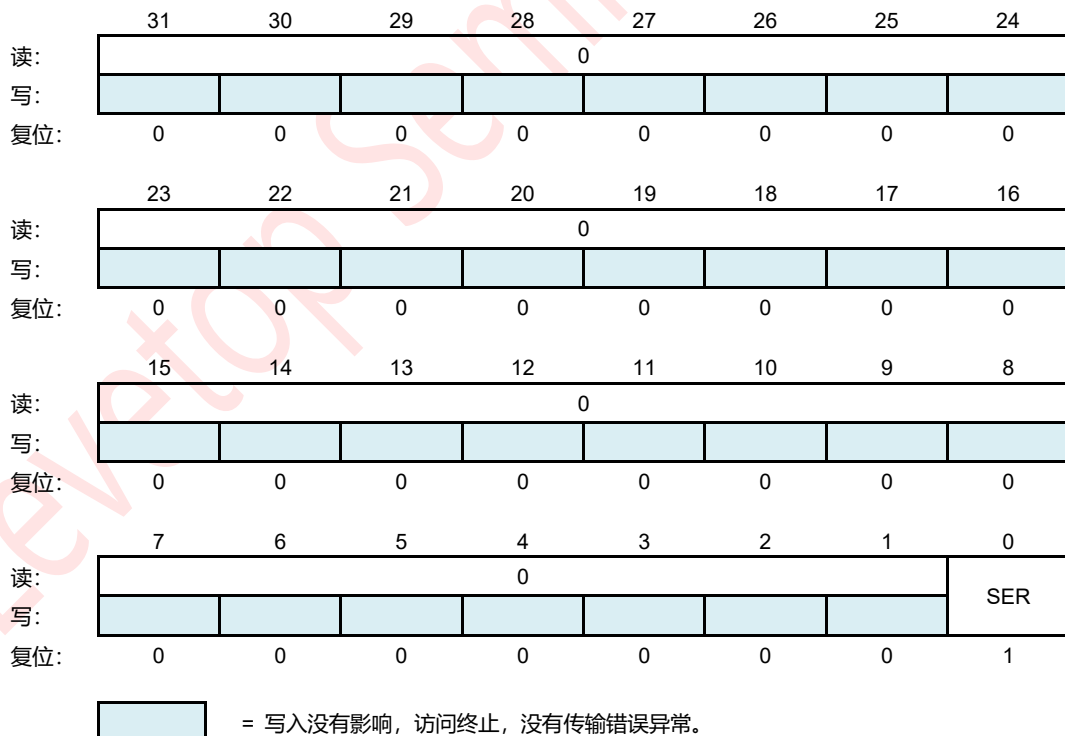 31 30 29 28 27 26 25 24
读: 0
写:
复位: 0 0 0 0 0 0 0 0
23 22 21 20 19 18 17 16
读: 0
写:
复位: 0 0 0 0 0 0 0 0
15 14 13 12 11 10 9 8
读: 0
写:
复位: 0 0 0 0 0 0 0 0
7 6 5 4 3 2 1 0
读: 0 SER
写:
复位: 0 0 0 0 0 0 0 1
= 写入没有影响，访问终止，没有传输错误异常。
Levetop Semi